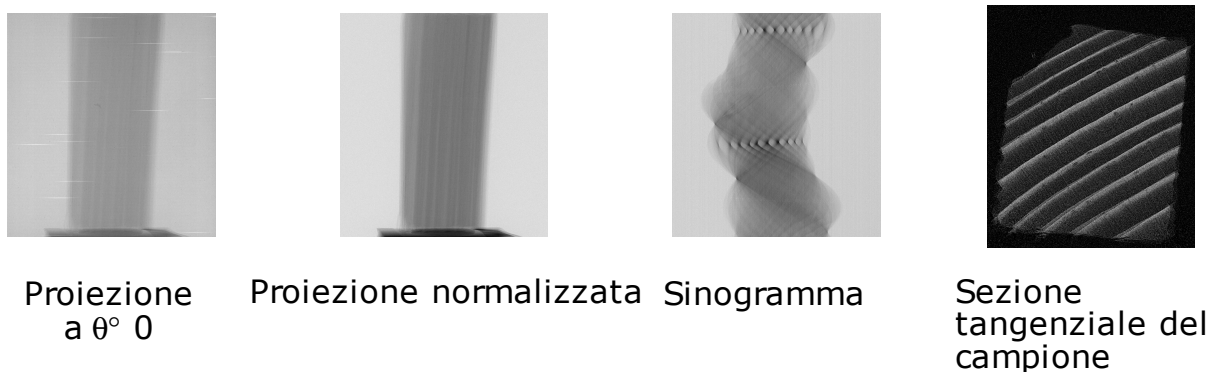 Proiezione
a θ° 0
Proiezione normalizzata
Sinogramma
Sezione
tangenziale del
campione